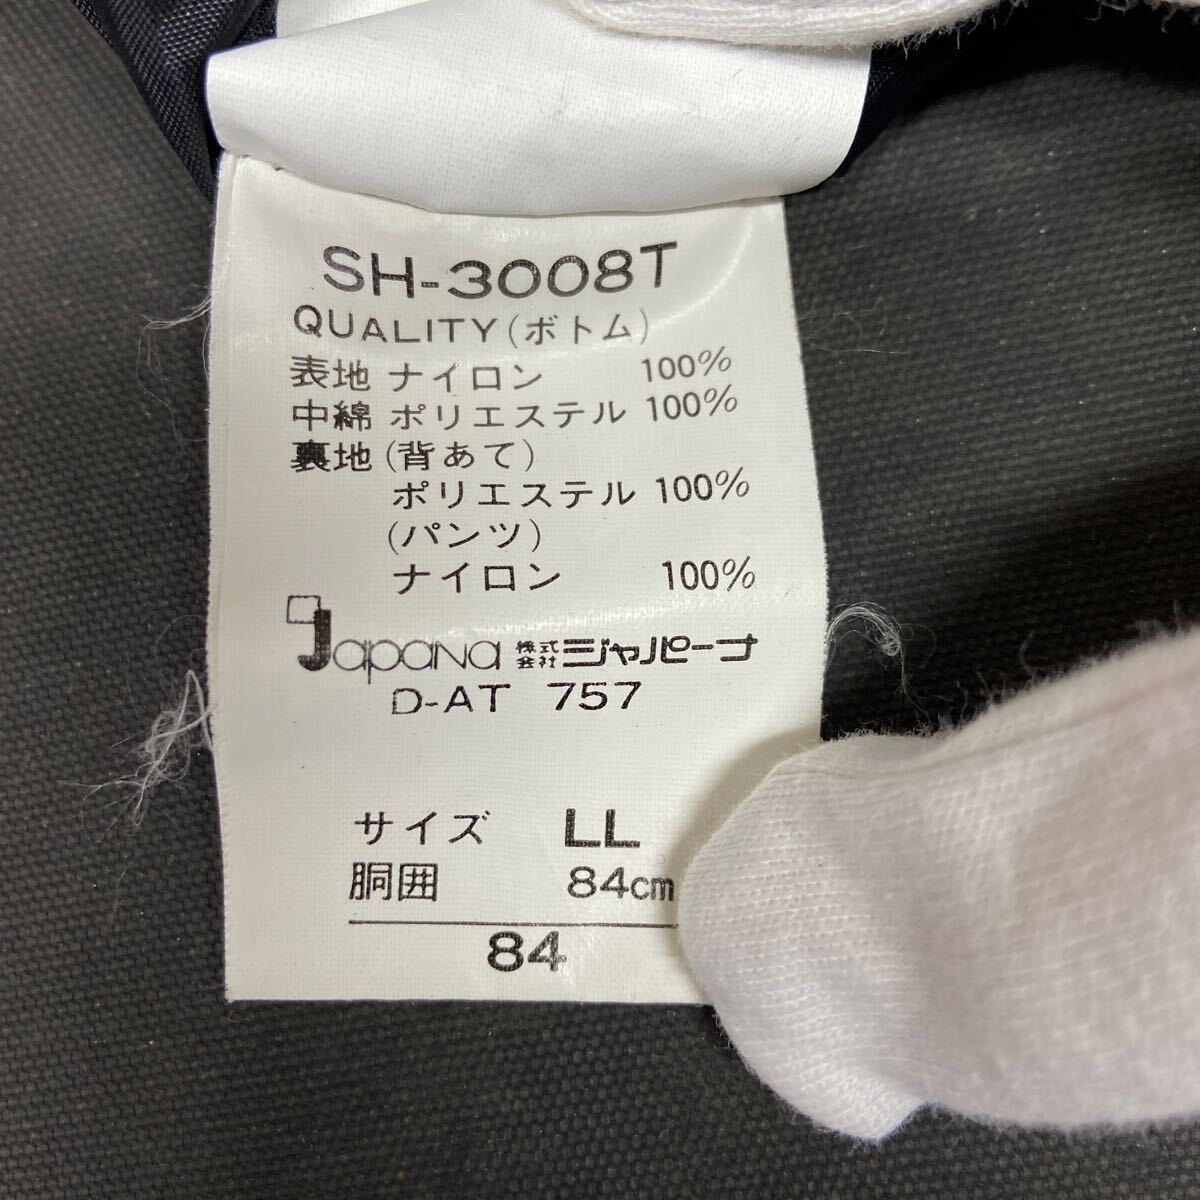 SH-3008T
QUALITY(ボトム)
表地 ナイロン 100%
中綿 ポリエステル 100%
裏地(背あて)
ポリエステル 100%
(パンツ)
ナイロン 100%
Japana 株式会社 ジャパーナ
D-AT 757
サイズ LL
胴囲 84cm
84